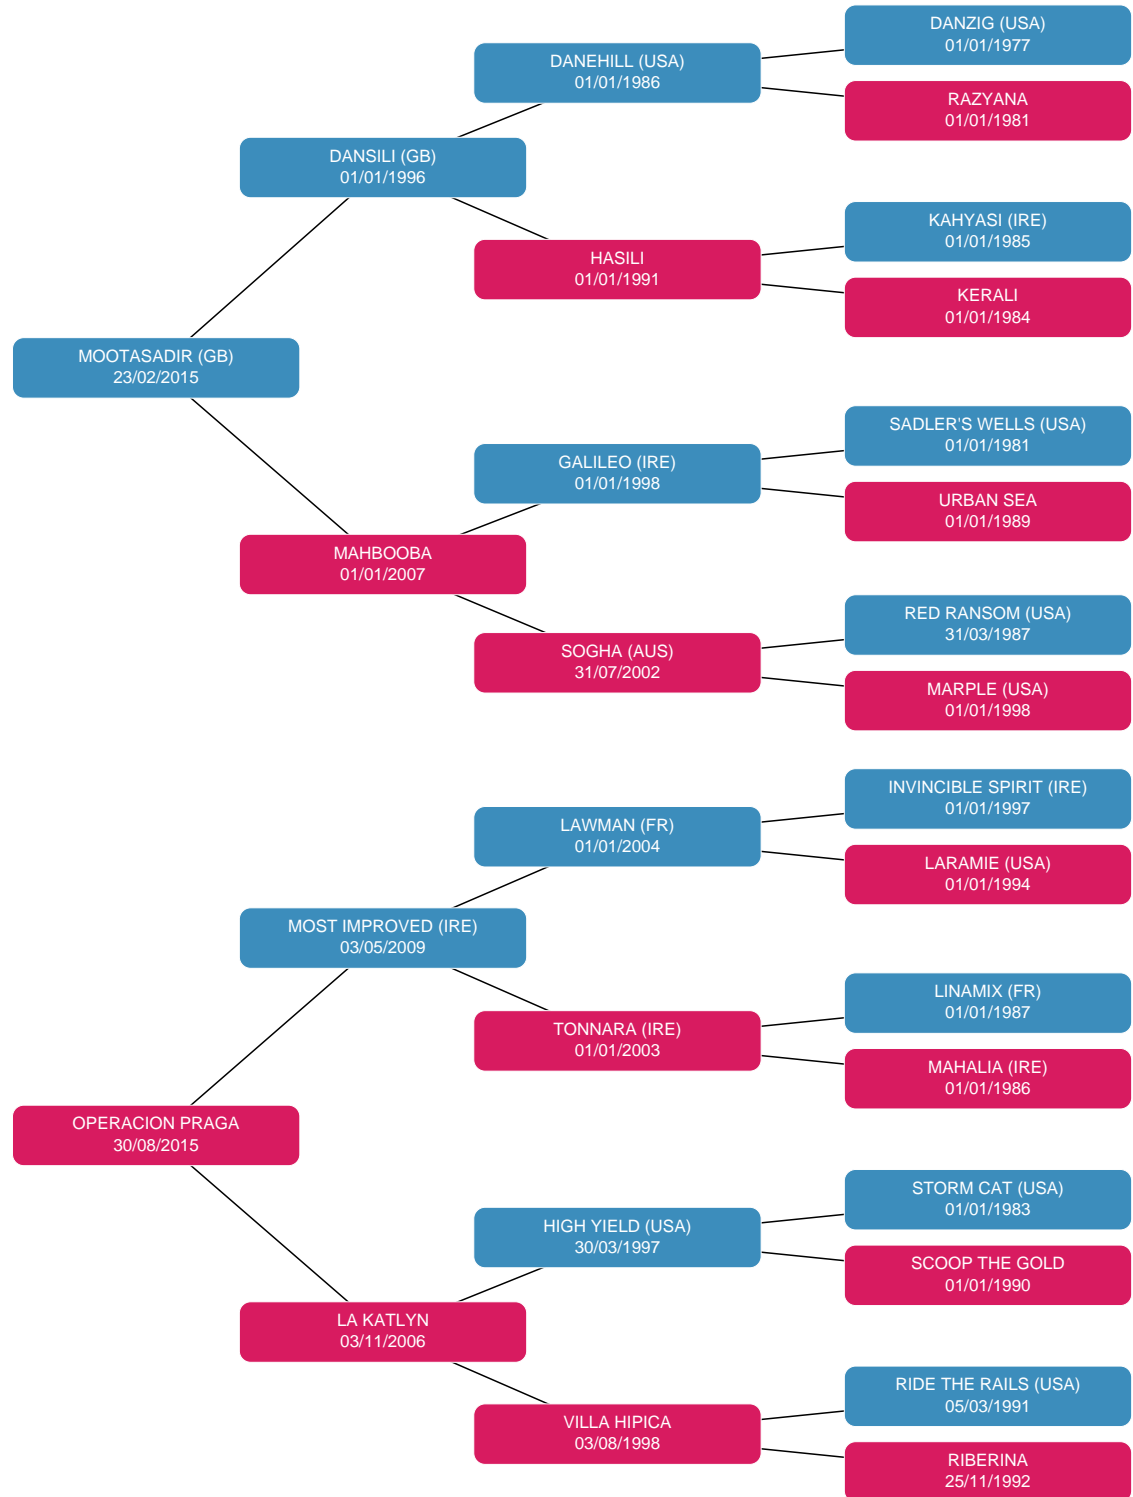 DANZIG (USA)
01/01/1977
DANEHILL (USA)
01/01/1986
RAZYANA
01/01/1981
DANSILI (GB)
01/01/1996
KAHYASI (IRE)
01/01/1985
HASILI
01/01/1991
KERALI
01/01/1984
MOOTASADIR (GB)
23/02/2015
SADLER'S WELLS (USA)
01/01/1981
GALILEO (IRE)
01/01/1998
URBAN SEA
01/01/1989
MAHBOOBA
01/01/2007
RED RANSOM (USA)
31/03/1987
SOGHA (AUS)
31/07/2002
MARPLE (USA)
01/01/1998
INVINCIBLE SPIRIT (IRE)
01/01/1997
LAWMAN (FR)
01/01/2004
LARAMIE (USA)
01/01/1994
MOST IMPROVED (IRE)
03/05/2009
LINAMIX (FR)
01/01/1987
TONNARA (IRE)
01/01/2003
MAHALIA (IRE)
01/01/1986
OPERACION PRAGA
30/08/2015
STORM CAT (USA)
01/01/1983
HIGH YIELD (USA)
30/03/1997
SCOOP THE GOLD
01/01/1990
LA KATLYN
03/11/2006
RIDE THE RAILS (USA)
05/03/1991
VILLA HIPICA
03/08/1998
RIBERINA
25/11/1992